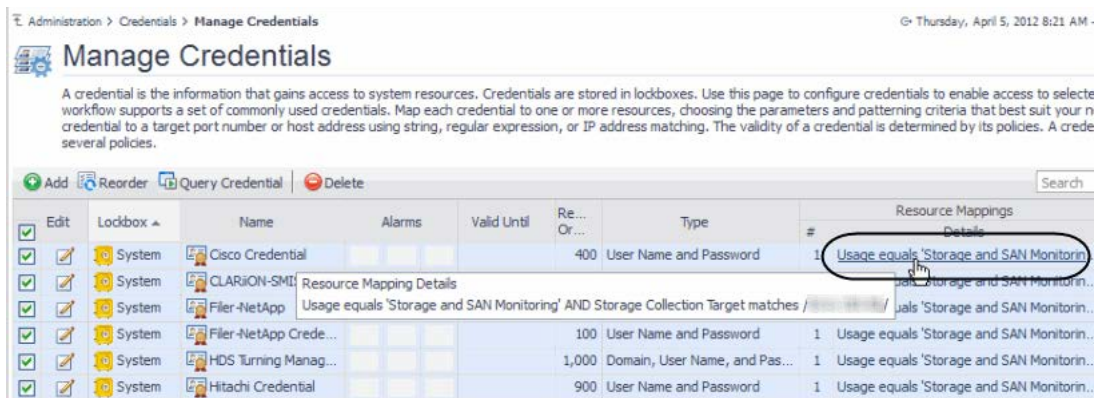 Administration > Credentials > Manage Credentials
Thursday, April 5, 2012 8:21 AM -
Manage Credentials
A credential is the information that gains access to system resources. Credentials are stored in lockboxes. Use this page to configure credentials to enable access to selecte
workflow supports a set of commonly used credentials. Map each credential to one or more resources, choosing the parameters and patterning criteria that best suit your n
credential to a target port number or host address using string, regular expression, or IP address matching. The validity of a credential is determined by its policies. A crede
several policies.
Add Reorder Query Credential Delete Search
Edit Lockbox Name Alarms Valid Until Re... Or... Type Resource Mappings
# Details
System Cisco Credential 400 User Name and Password 1 Usage equals 'Storage and SAN Monitorin
System CLARiiON-SMI
Resource Mapping Details
Usage equals 'Storage and SAN Monitoring' AND Storage Collection Target matches / /
uals 'Storage and SAN Monitorin...
System Filer-NetApp uals 'Storage and SAN Monitorin...
System Filer-NetApp Crede... 100 User Name and Password 1 Usage equals 'Storage and SAN Monitorin...
System HDS Turning Manag... 1,000 Domain, User Name, and Pas... 1 Usage equals 'Storage and SAN Monitorin...
System Hitachi Credential 900 User Name and Password 1 Usage equals 'Storage and SAN Monitorin...